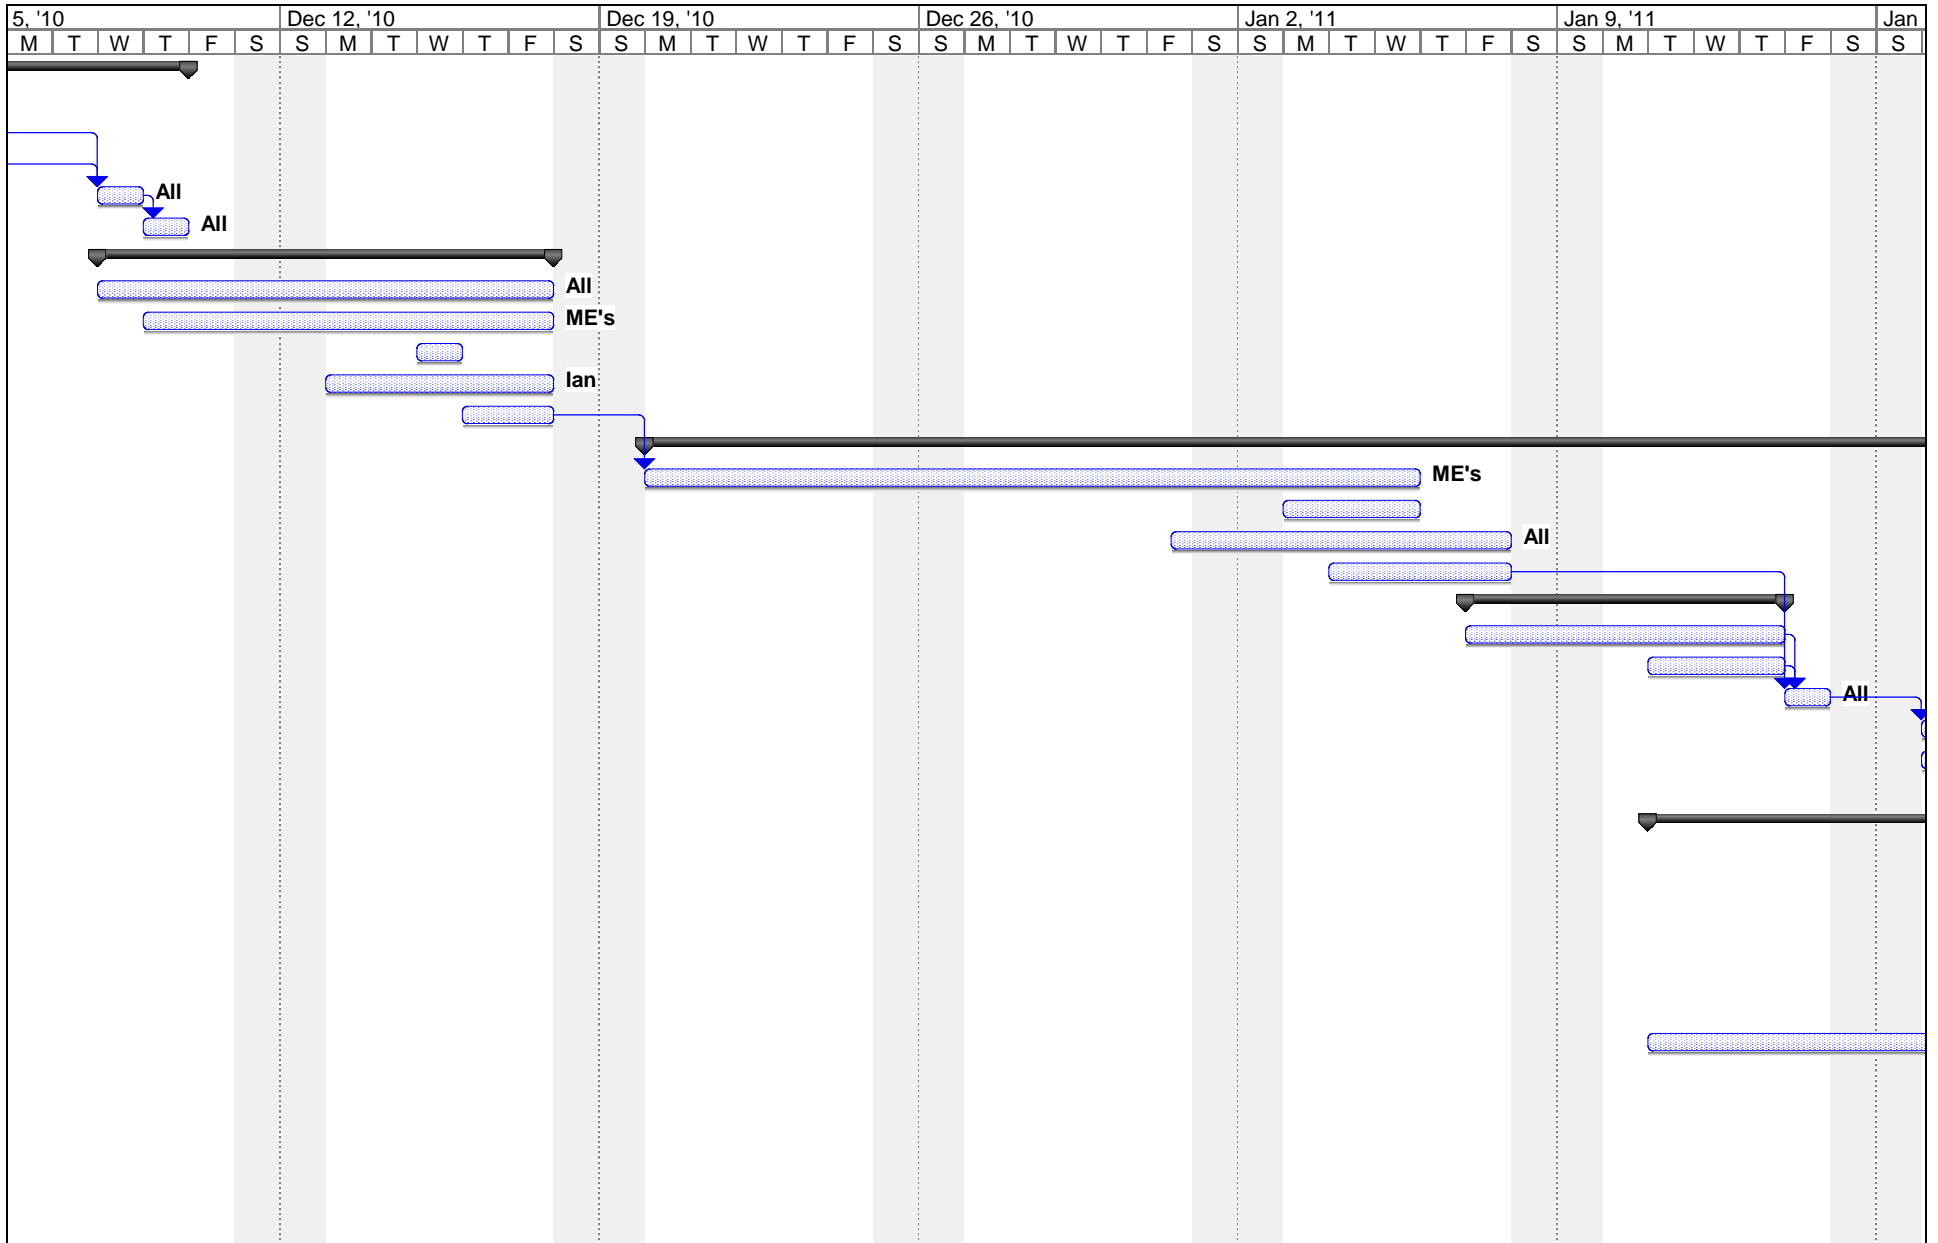 5, '10 Dec 12, '10 Dec 19, '10 Dec 26, '10 Jan 2, '11 Jan 9, '11 Jan
M T W T F S S M T W T F S S M T W T F S S M T W T F S S M T W T F S S M T W T F S S
All
All
All
ME's
Ian
ME's
All
All